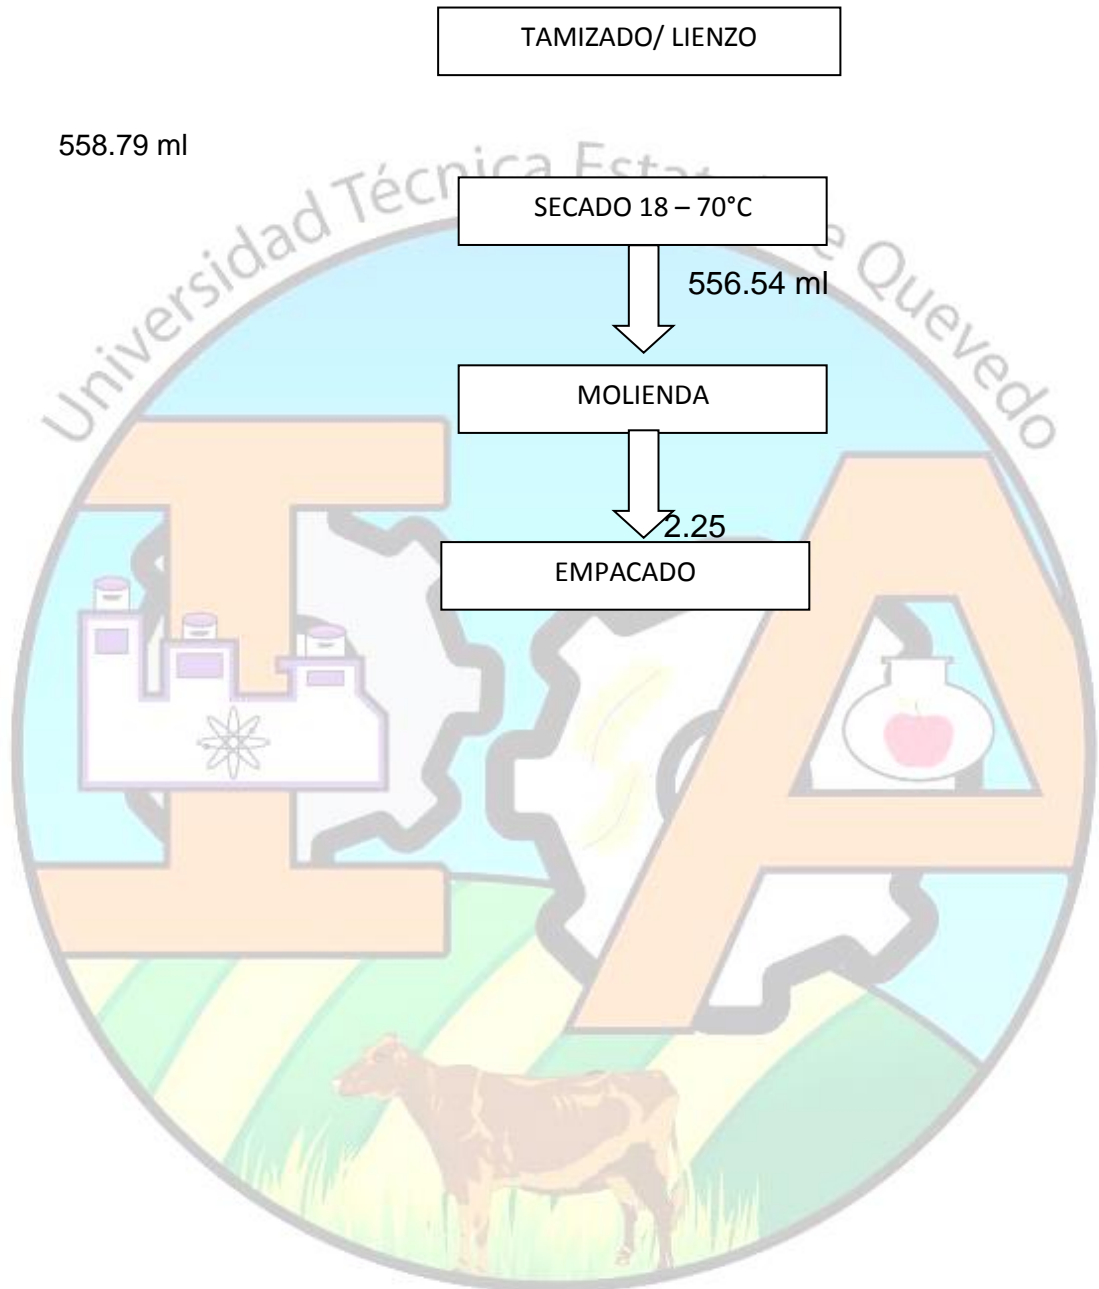 TAMIZADO/ LIENZO
558.79 ml
Universidad Técnica Estatal de Quevedo
SECADO 18 – 70°C
556.54 ml
MOLIENDA
2.25
EMPACADO